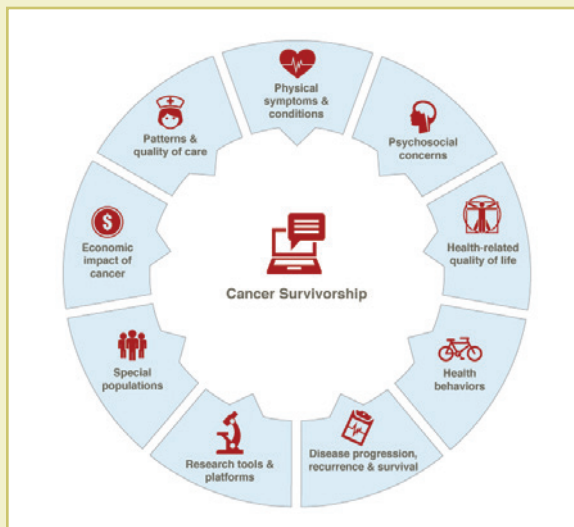 Physical
symptoms &
conditions
Psychosocial
concerns
Health-related
quality of life
Health
behaviors
Disease progression,
recurrence & survival
Research tools &
platforms
Special
populations
Economic
impact of
cancer
Patterns &
quality of care
$
Cancer Survivorship